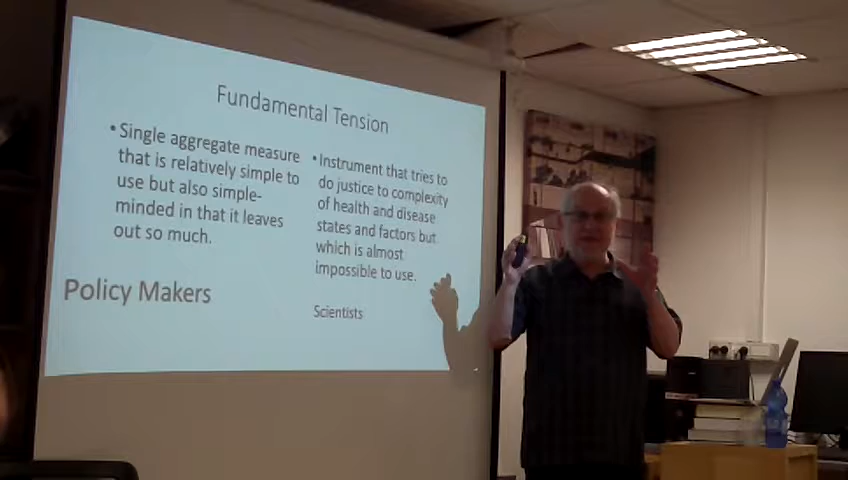 Fundamental Tension
• Single aggregate measure
that is relatively simple to
use but also simple-
minded in that it leaves
out so much.
Policy Makers
• Instrument that tries to
do justice to complexity
of health and disease
states and factors but
which is almost
impossible to use.
Scientists